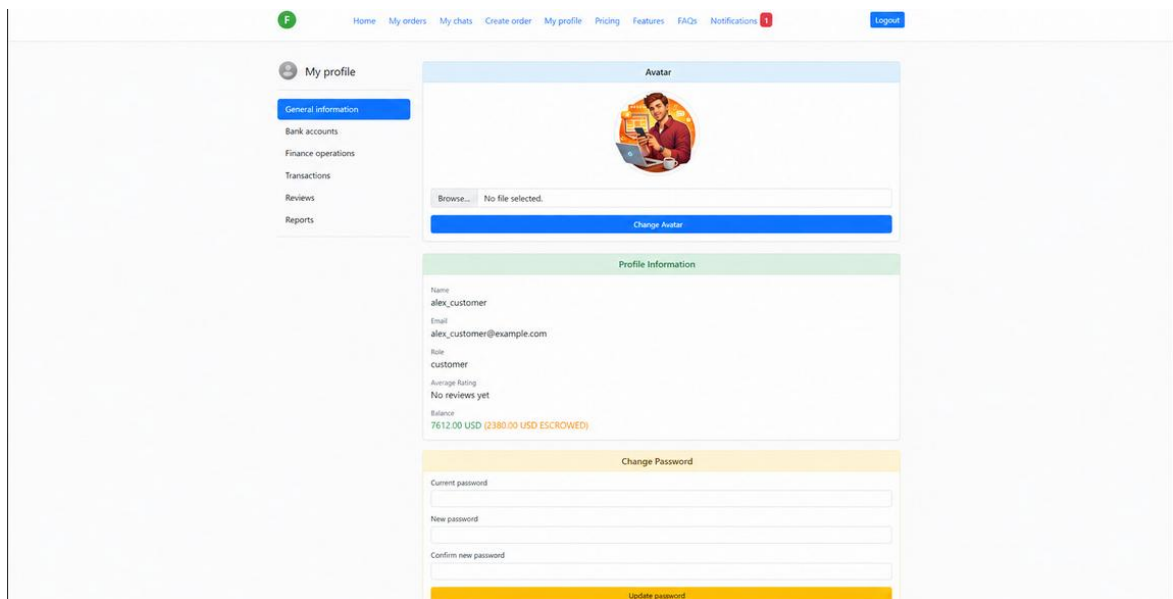 F Home My orders My chats Create order My profile Pricing Features FAQs Notifications 1 Logout
My profile
General information
Bank accounts
Finance operations
Transactions
Reviews
Reports
Avatar
Browse... No file selected.
Change Avatar
Profile Information
Name
alex_customer
Email
alex_customer@example.com
Role
customer
Average Rating
No reviews yet
Balance
7612.00 USD (2380.00 USD ESCROWED)
Change Password
Current password
New password
Confirm new password
Update password